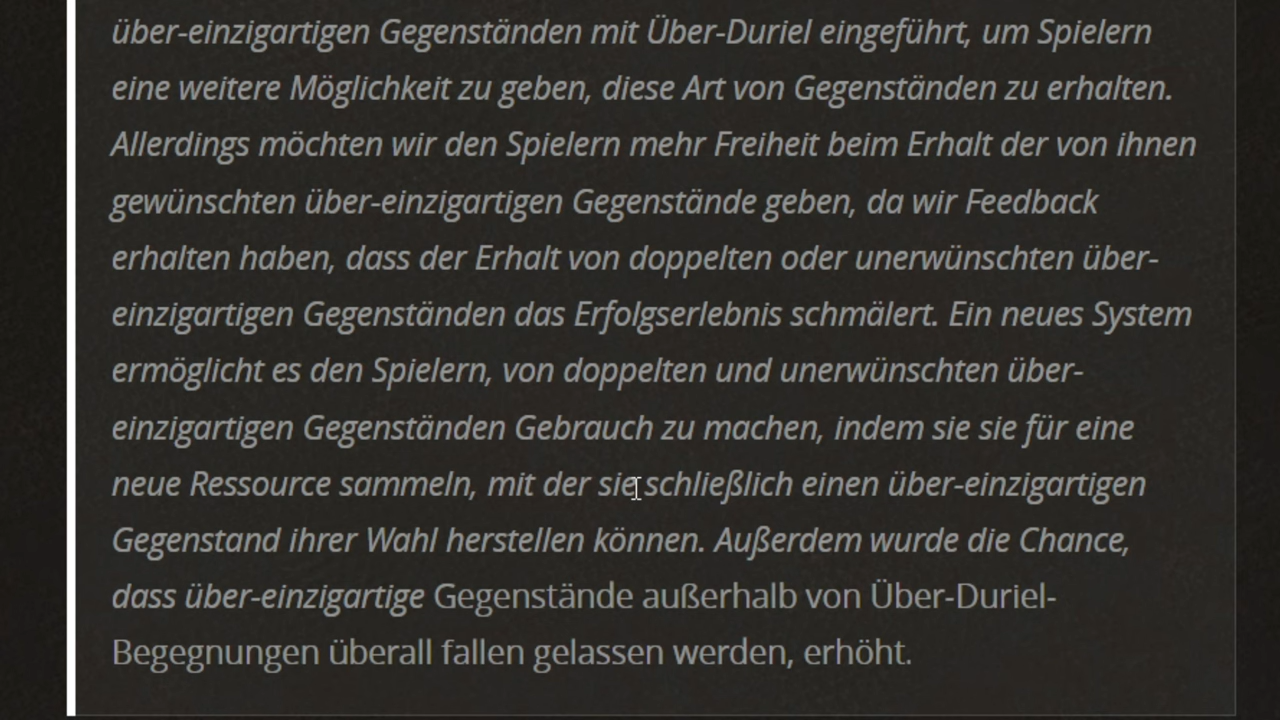 über-einzigartigen Gegenständen mit Über-Duriel eingeführt, um Spielern
eine weitere Möglichkeit zu geben, diese Art von Gegenständen zu erhalten.
Allerdings möchten wir den Spielern mehr Freiheit beim Erhalt der von ihnen
gewünschten über-einzigartigen Gegenstände geben, da wir Feedback
erhalten haben, dass der Erhalt von doppelten oder unerwünschten über-
einzigartigen Gegenständen das Erfolgserlebnis schmälert. Ein neues System
ermöglicht es den Spielern, von doppelten und unerwünschten über-
einzigartigen Gegenständen Gebrauch zu machen, indem sie sie für eine
neue Ressource sammeln, mit der sie schließlich einen über-einzigartigen
Gegenstand ihrer Wahl herstellen können. Außerdem wurde die Chance,
dass über-einzigartige Gegenstände außerhalb von Über-Duriel-
Begegnungen überall fallen gelassen werden, erhöht.